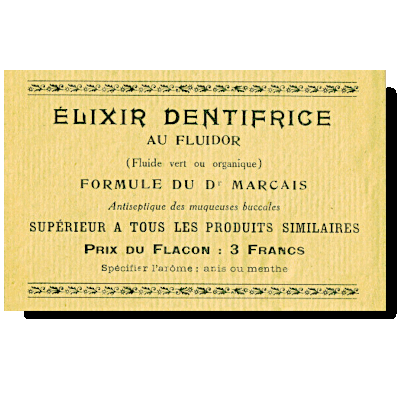 ÉLIXIR DENTIFRICE
AU FLUIDOR
(Fluide vert ou organique)
FORMULE DU Dr MARCAIS
Antiseptique des muqueuses buccales
SUPÉRIEUR A TOUS LES PRODUITS SIMILAIRES
PRIX DU FLACON : 3 FRANCS
Spécifier l'arôme ; anis ou menthe